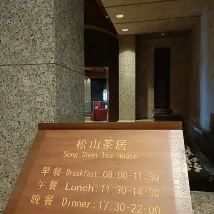 松山茶居
Song Shan Tea House
早餐 Breakfast: 08:00-11:30
午餐 Lunch: 11:30-14:30
晚餐 Dinner: 17:30-22:00